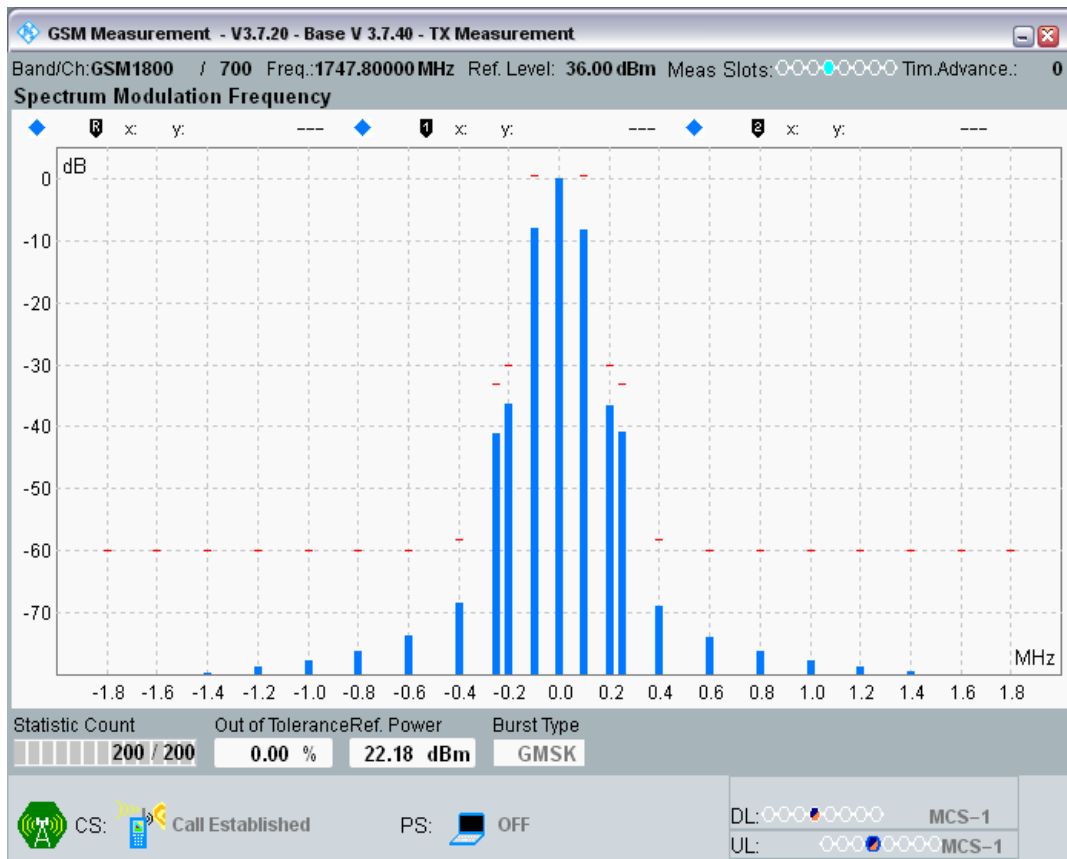 GSM Measurement - V3.7.20 - Base V 3.7.40 - TX Measurement
Band/Ch:GSM1800 / 700 Freq.:1747.80000 MHz Ref. Level: 36.00 dBm Meas Slots: Tim.Advance.: 0
Spectrum Modulation Frequency
R x: y: --- 1 x: y: --- 2 x: y: ---
dB
0
-10
-20
-30
-40
-50
-60
-70
MHz
-1.8 -1.6 -1.4 -1.2 -1.0 -0.8 -0.6 -0.4 -0.2 0.0 0.2 0.4 0.6 0.8 1.0 1.2 1.4 1.6 1.8
Statistic Count Out of Tolerance Ref. Power Burst Type
200 / 200 0.00 % 22.18 dBm GMSK
CS: Call Established PS: OFF DL: MCS-1
UL: MCS-1